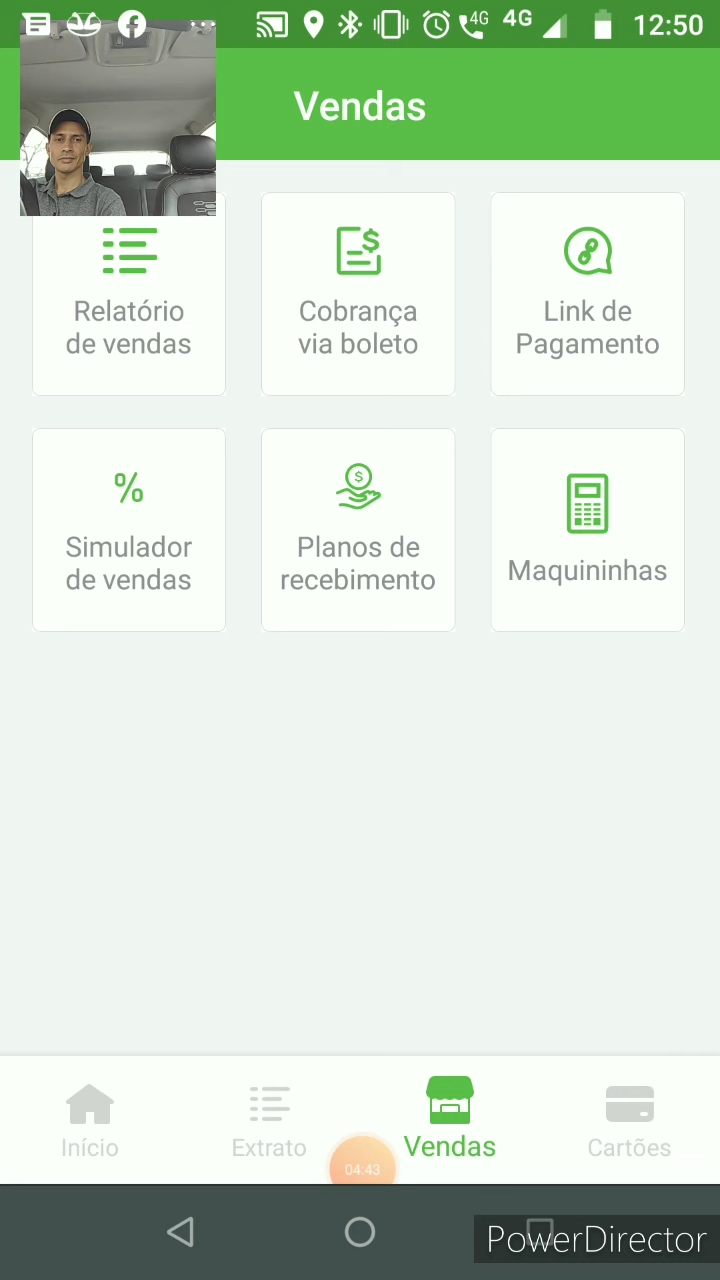 4G
4G
12:50
Vendas
Relatório
de vendas
Cobrança
via boleto
Link de
Pagamento
%
Simulador
de vendas
Planos de
recebimento
Maquininhas
Início
Extrato
Vendas
Cartões
04:43
PowerDirector